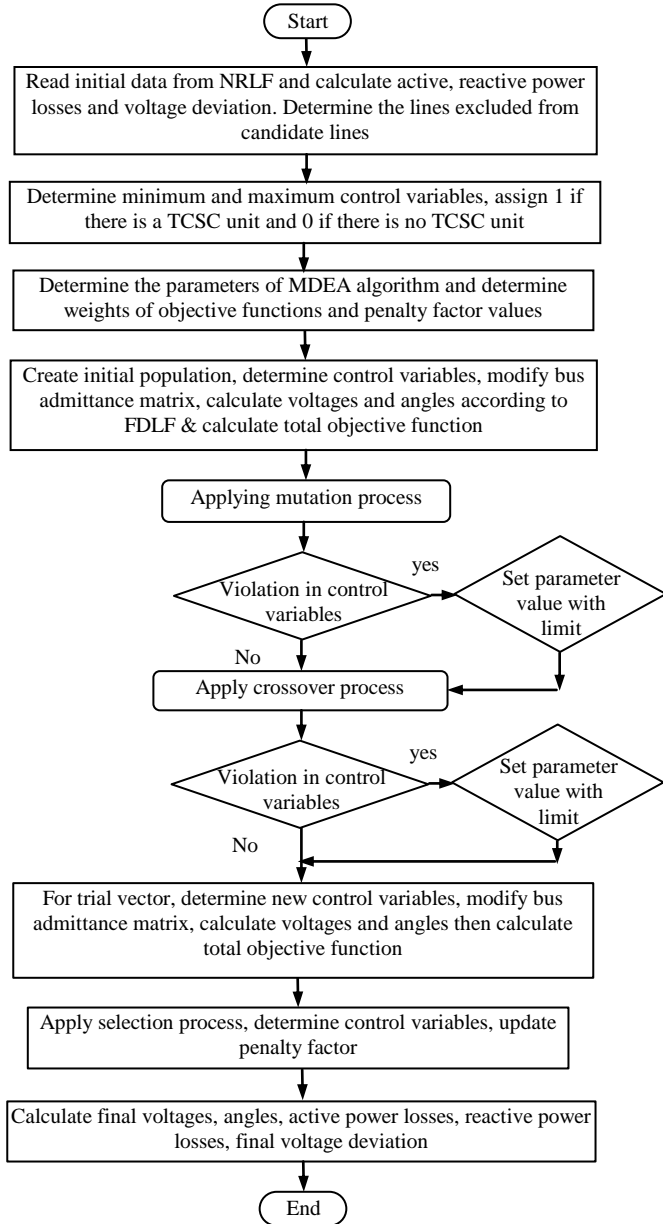 Start
Read initial data from NRLF and calculate active, reactive power
losses and voltage deviation. Determine the lines excluded from
candidate lines
Determine minimum and maximum control variables, assign 1 if
there is a TCSC unit and 0 if there is no TCSC unit
Determine the parameters of MDEA algorithm and determine
weights of objective functions and penalty factor values
Create initial population, determine control variables, modify bus
admittance matrix, calculate voltages and angles according to
FDLF & calculate total objective function
Applying mutation process
Violation in control
variables
yes
Set parameter
value with
limit
No
Apply crossover process
Violation in control
variables
yes
Set parameter
value with
limit
No
For trial vector, determine new control variables, modify bus
admittance matrix, calculate voltages and angles then calculate
total objective function
Apply selection process, determine control variables, update
penalty factor
Calculate final voltages, angles, active power losses, reactive power
losses, final voltage deviation
End